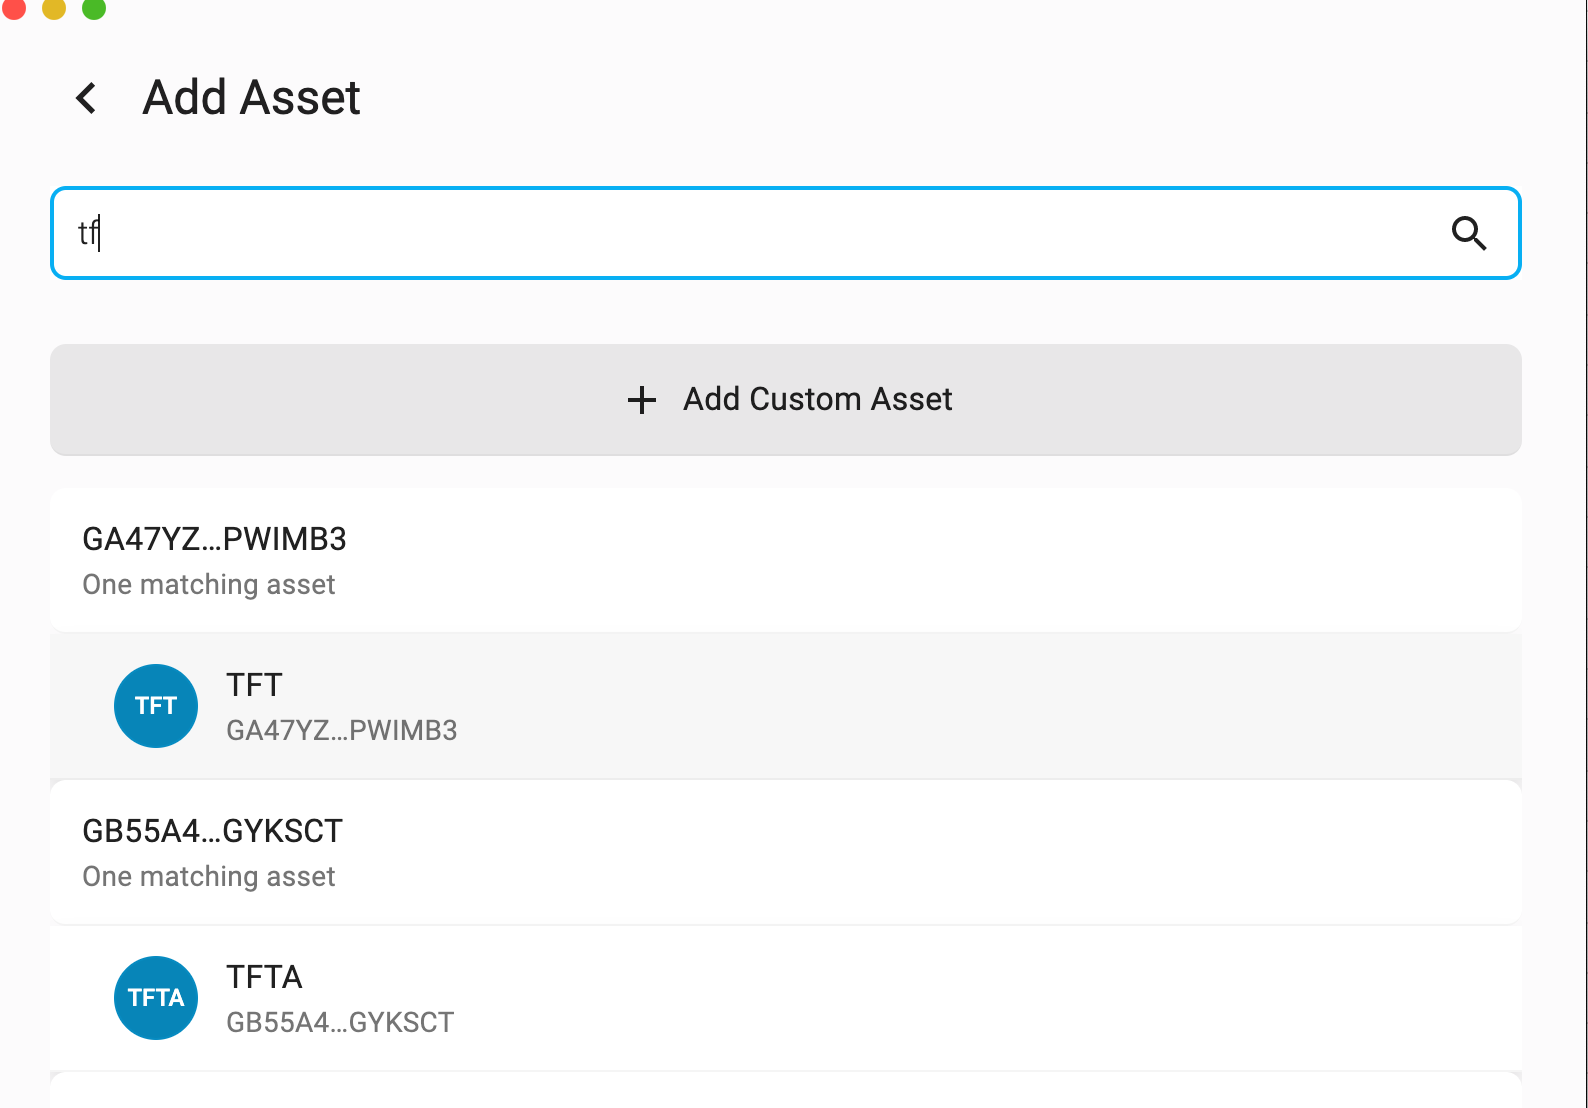 Add Asset
tf
Add Custom Asset
GA47YZ...PWIMB3
One matching asset
TFT
TFT
GA47YZ...PWIMB3
GB55A4...GYKSCT
One matching asset
TFTA
TFTA
GB55A4...GYKSCT